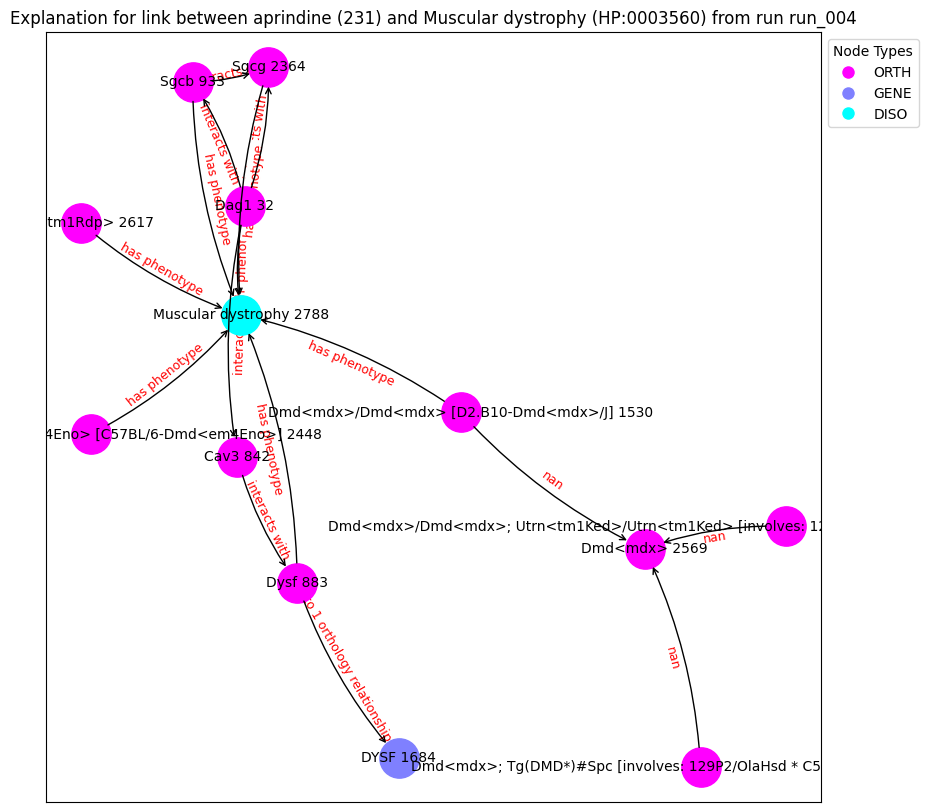 Explanation for link between aprindine (231) and Muscular dystrophy (HP:0003560) from run run_004
Node Types
ORTH
GENE
DISO
Sgcg 2364
Sgcb 933
interacts with
has phenotype
Dag1 32
tm1Rdp> 2617
has phenotype
Muscular dystrophy 2788
has phenotype
has phenotype
Dmd<mdx>/Dmd<mdx> [D2.B10-Dmd<mdx>/J] 1530
4Eno> [C57BL/6-Dmd<em4Eno>] 2448
has phenotype
Cav3 842
interacts with
nan
Dmd<mdx>/Dmd<mdx>; Utrn<tm1Ked>/Utrn<tm1Ked> [involves: 12
nan
Dmd<mdx> 2569
Dysf 883
to 1 orthology relationship
nan
DYSF 1684
Dmd<mdx>; Tg(DMD*)#Spc [involves: 129P2/OlaHsd * C5